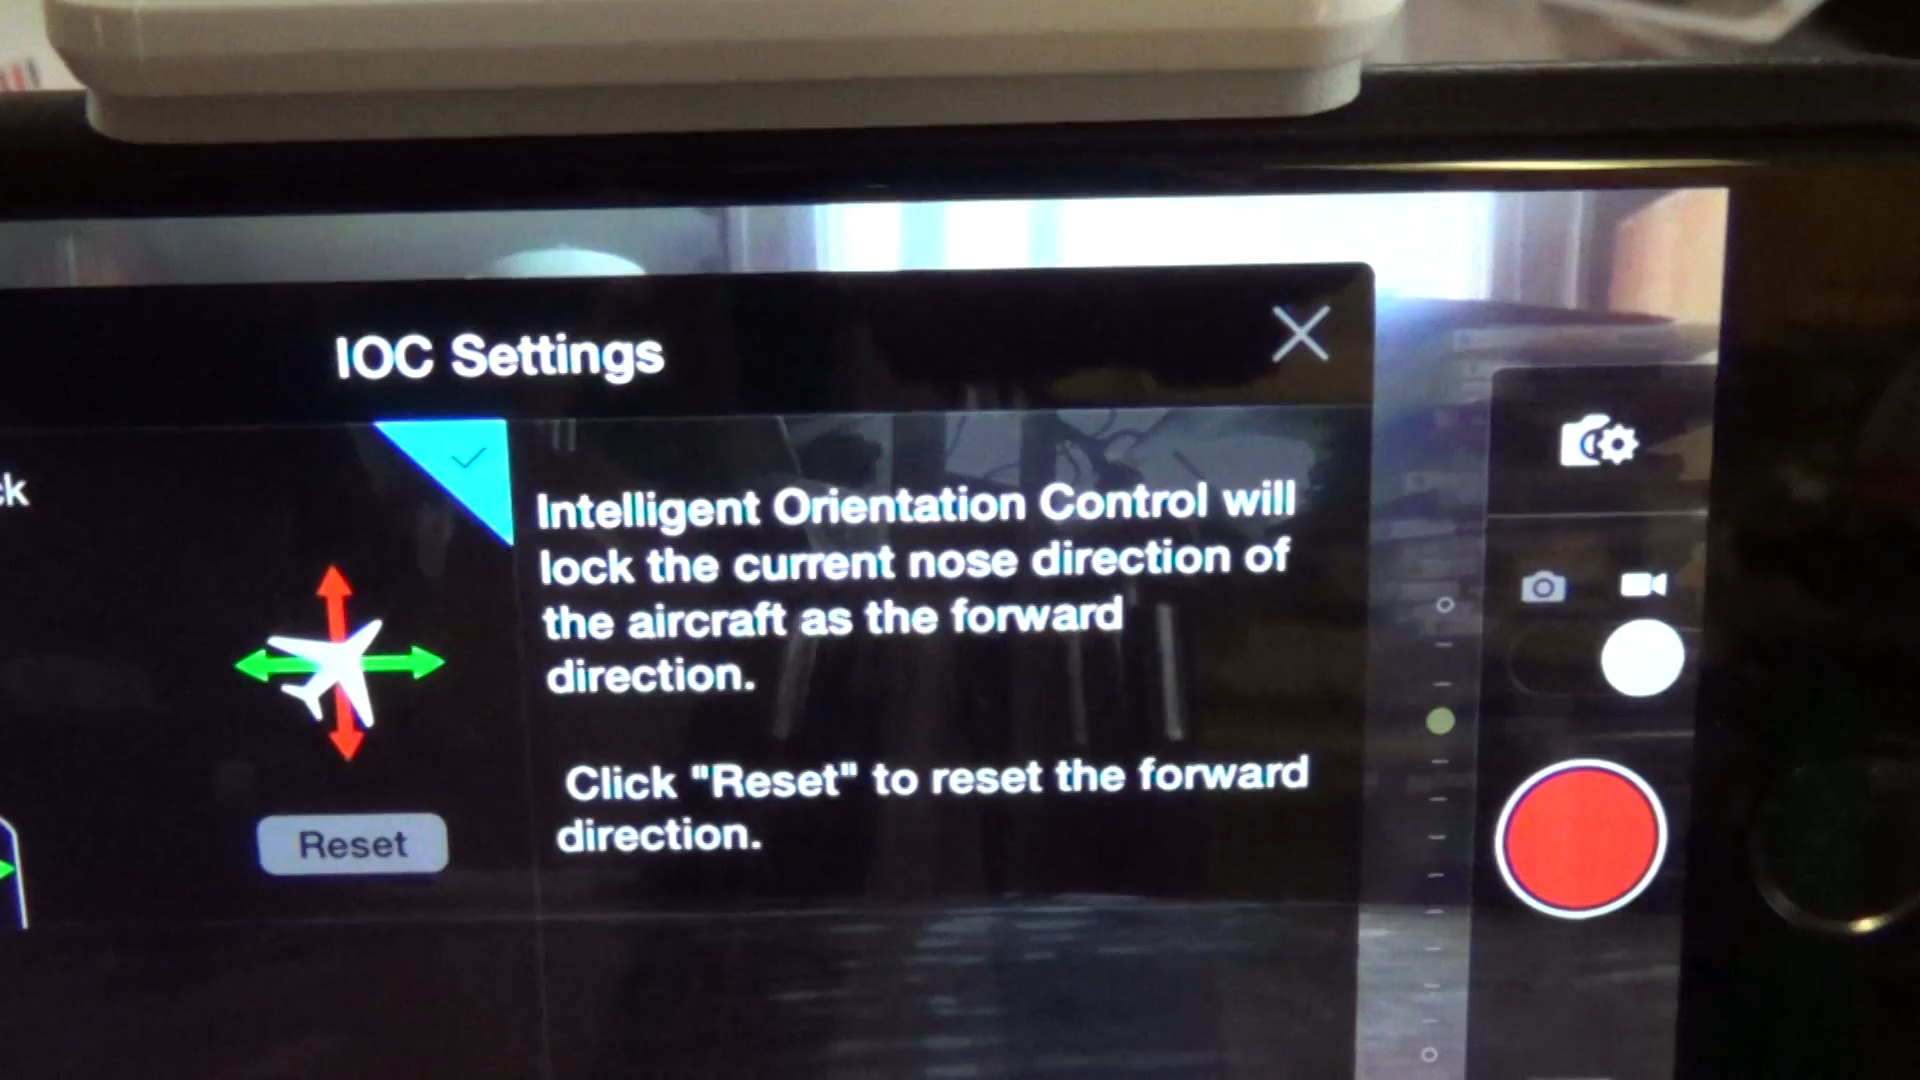 IOC Settings
ck
Intelligent Orientation Control will
lock the current nose direction of
the aircraft as the forward
direction.
Click "Reset" to reset the forward
direction.
Reset